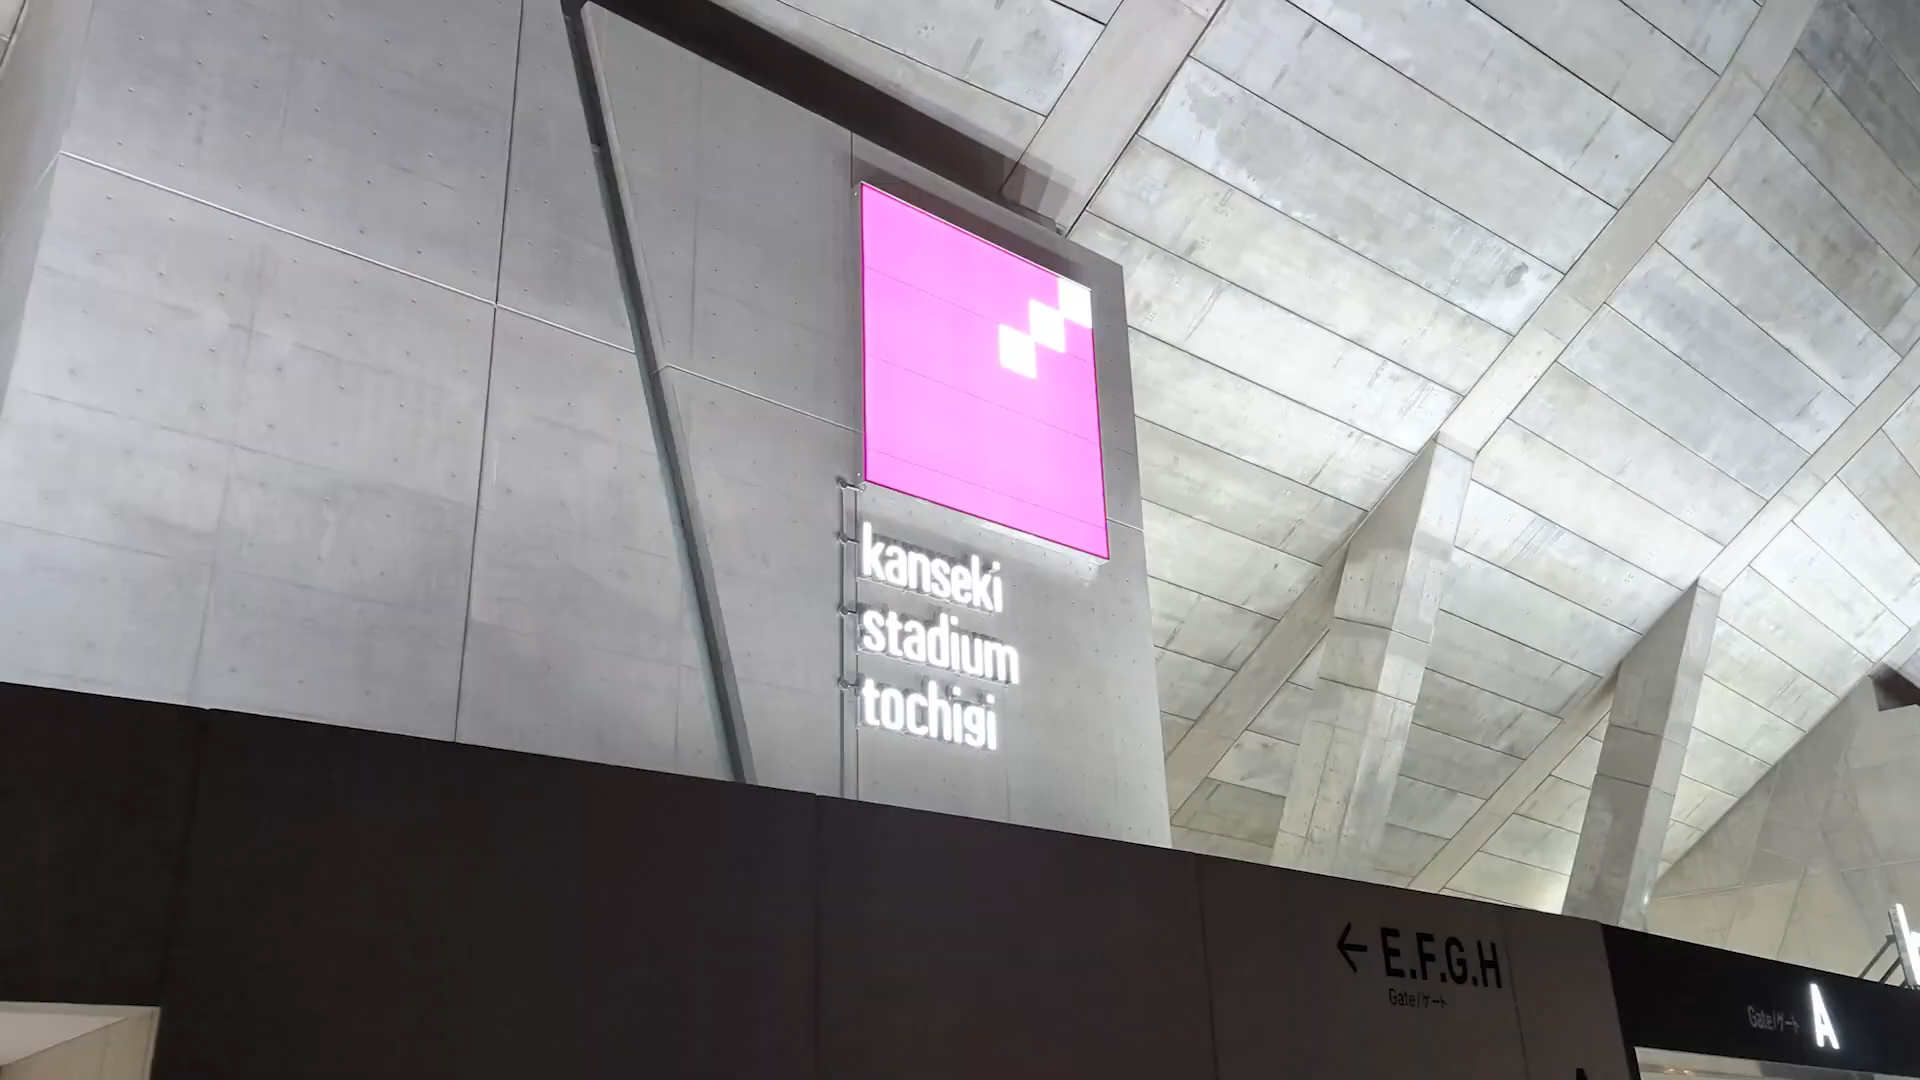 kanseki
stadium
tochigi
← E.F.G.H
Gate/ゲート
Gate/ゲート A